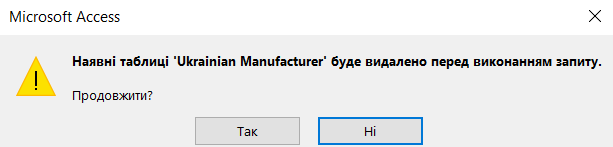 Microsoft Access
Наявні таблиці 'Ukrainian Manufacturer' буде видалено перед виконанням запиту.
Продовжити?
Так
Ні